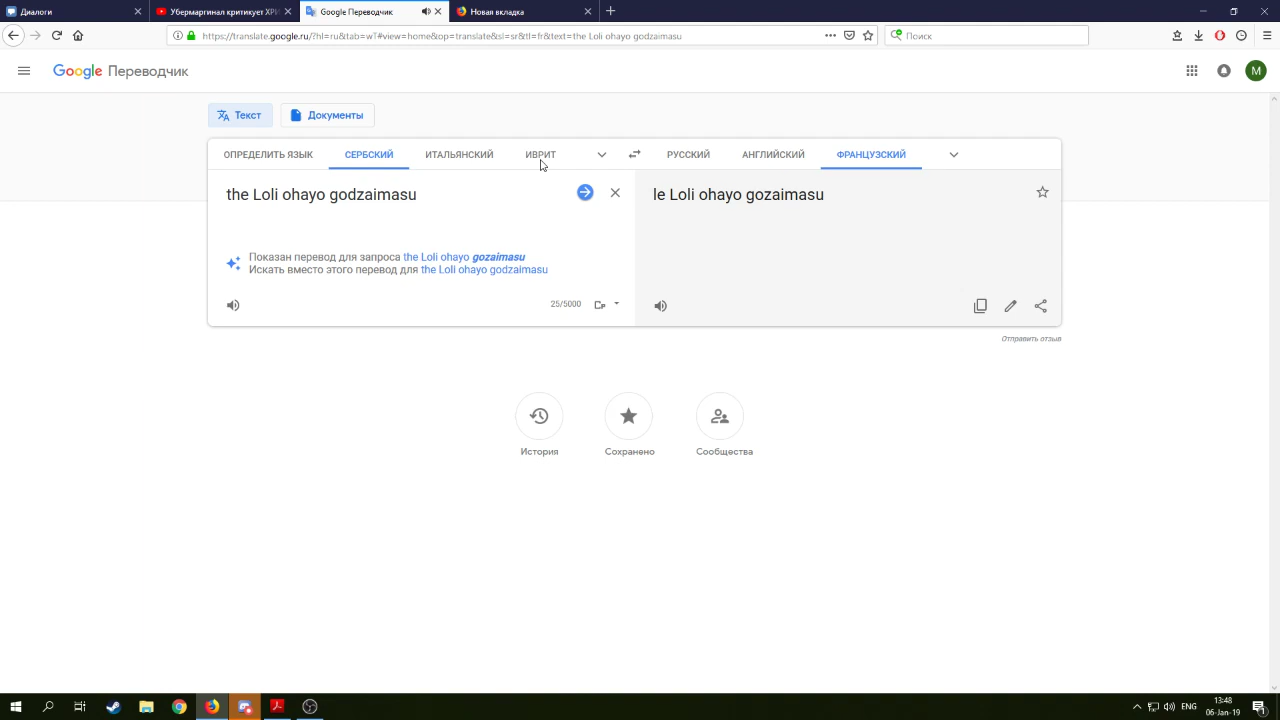 Диалоги
Убермаргинал критикует ХРИ
Google Переводчик
Новая вкладка
https://translate.google.ru/?hl=ru&tab=wT#view=home&op=translate&sl=sr&tl=fr&text=the Loli ohayo godzaimasu
Поиск
Google Переводчик
M
Текст
Документы
ОПРЕДЕЛИТЬ ЯЗЫК
СЕРБСКИЙ
ИТАЛЬЯНСКИЙ
ИВРИТ
РУССКИЙ
АНГЛИЙСКИЙ
ФРАНЦУЗСКИЙ
the Loli ohayo godzaimasu
le Loli ohayo gozaimasu
Показан перевод для запроса the Loli ohayo gozaimasu
Искать вместо этого перевод для the Loli ohayo godzaimasu
25/5000
Отправить отзыв
История
Сохранено
Сообщества
ENG
13:48
06-Jan-19